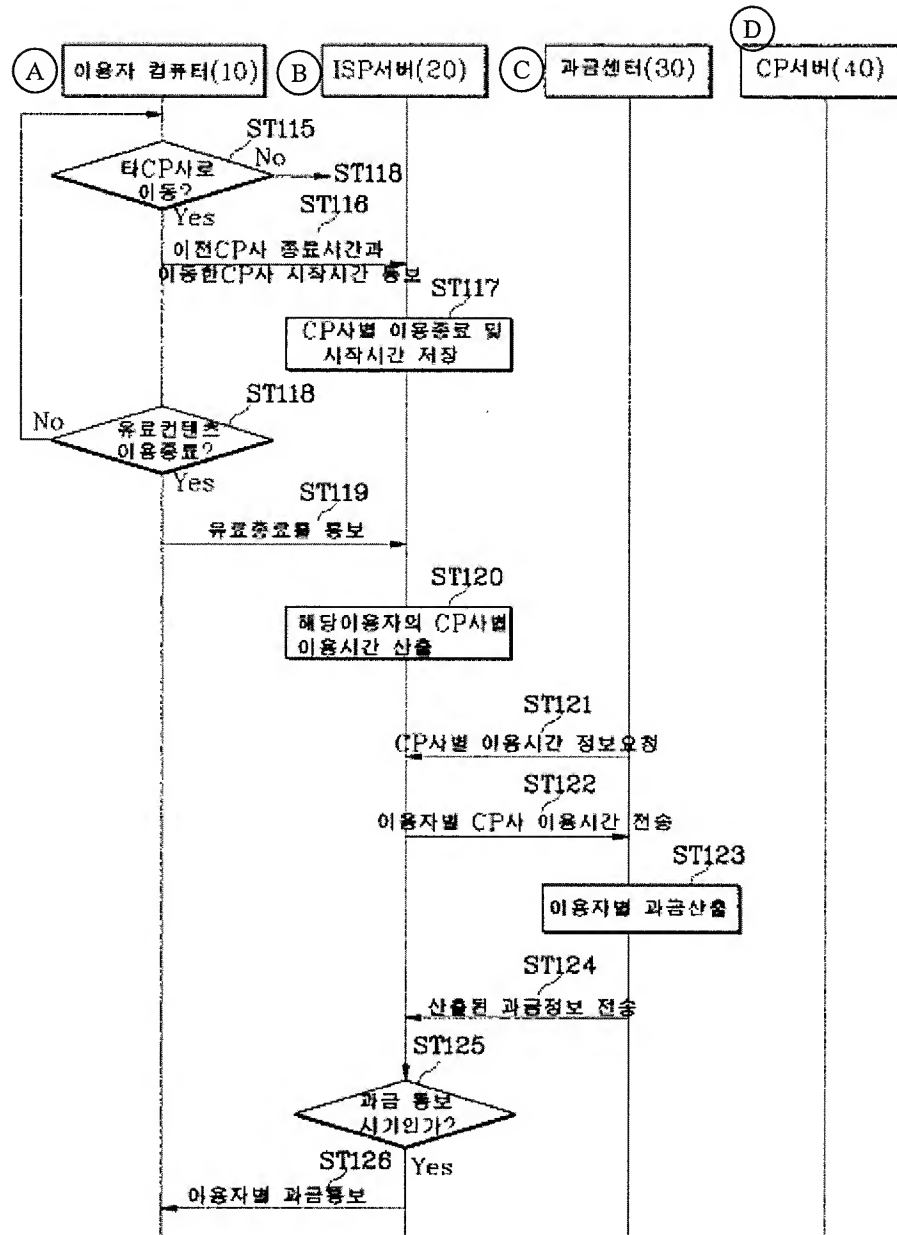 A 이용자 컴퓨터(10) B ISP서버(20) C 과금센터(30) D CP서버(40)
ST115
타CP사로
이동?
No
ST118
Yes
ST116
이전CP사 종료시간과
이동한CP사 시작시간 통보
ST117
CP사별 이용종료 및
시작시간 저장
ST118
No
유료컨텐츠
이용종료?
Yes
ST119
유료종료를 통보
ST120
해당이용자의 CP사별
이용시간 산출
ST121
CP사별 이용시간 정보요청
ST122
이용자별 CP사 이용시간 전송
ST123
이용자별 과금산출
ST124
산출된 과금정보 전송
ST125
과금 통보
시기인가?
ST126
Yes
이용자별 과금통보